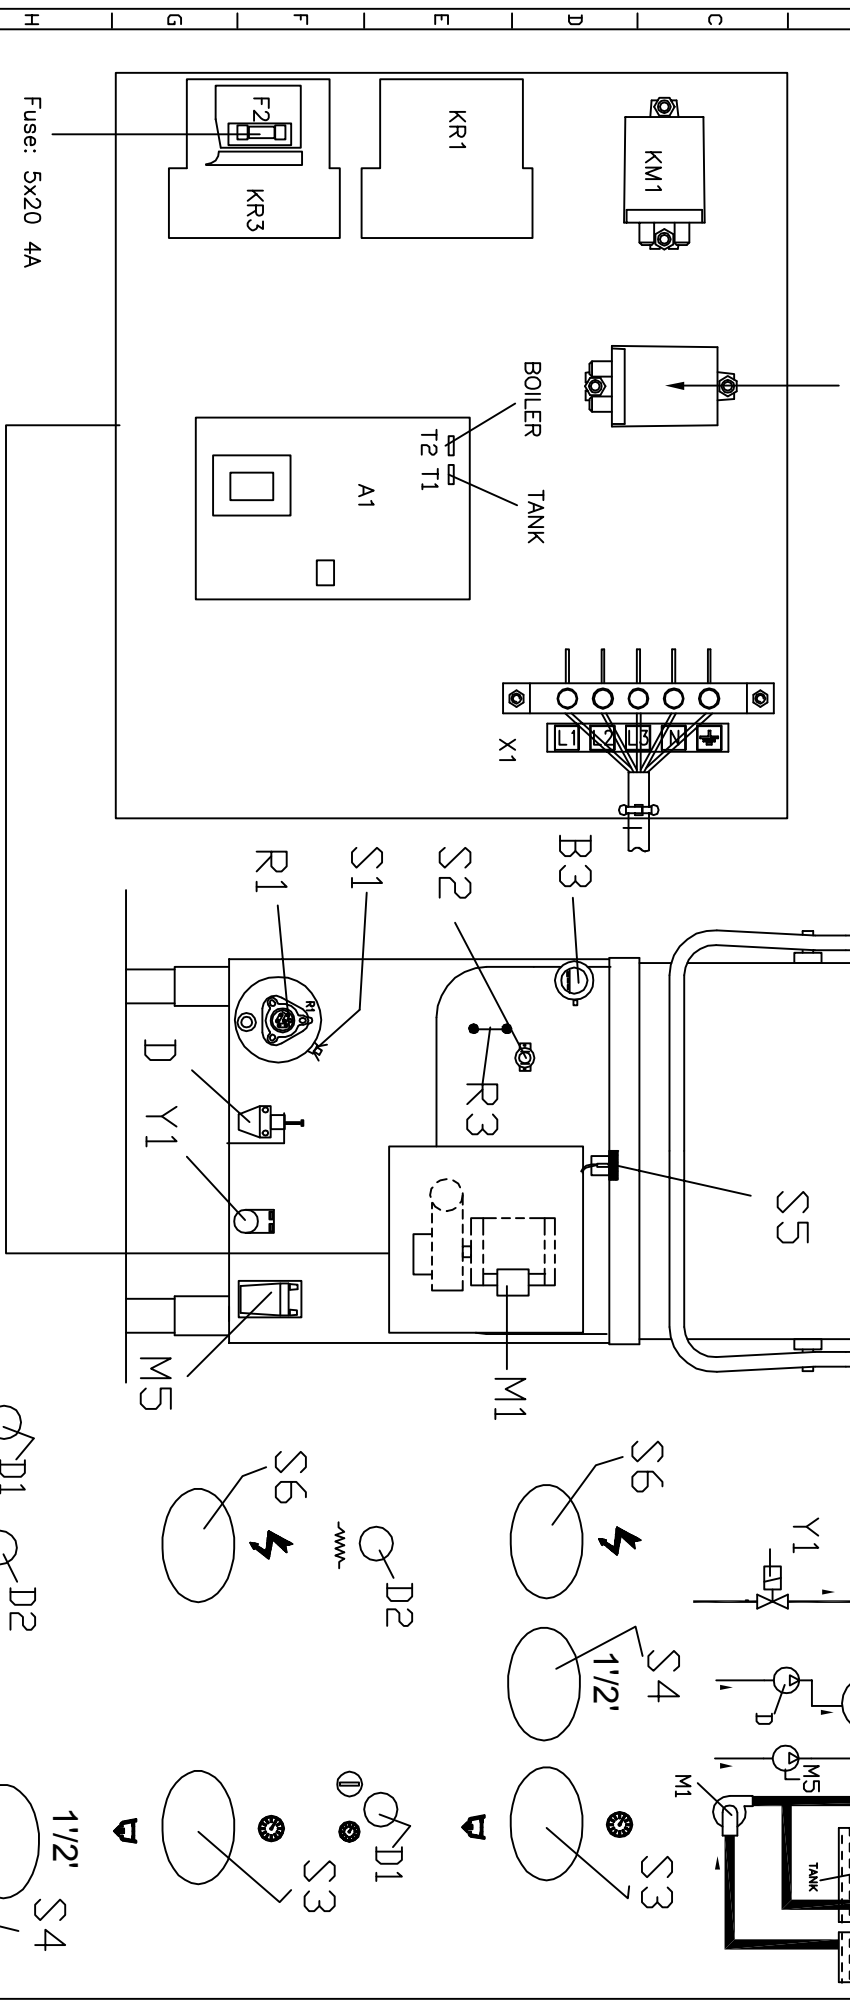 H
G
F
E
D
C
Fuse: 5x20 4A
F2
KR3
KR1
KM1
BOILER
T2
T1
TANK
A1
X1
L1
L2
L3
N
R1
S1
S2
B3
R1
D
Y1
R3
S5
M5
M1
D1
D2
S6
D2
S6
Y1
S4
1'/2'
D
M5
M1
TANK
1'/2'
S4
S3
D1
S3